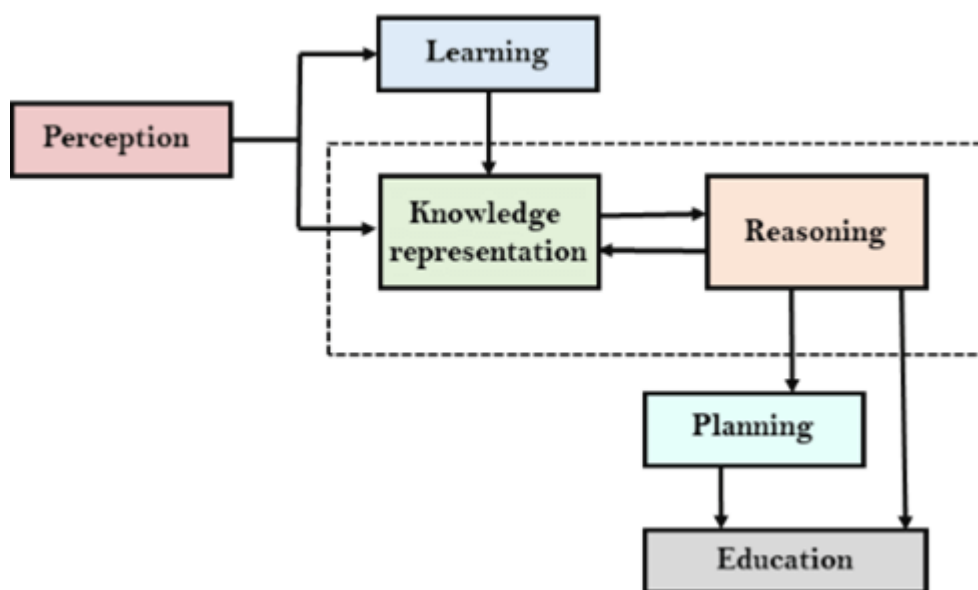 Learning
Perception
Knowledge
representation
Reasoning
Planning
Education